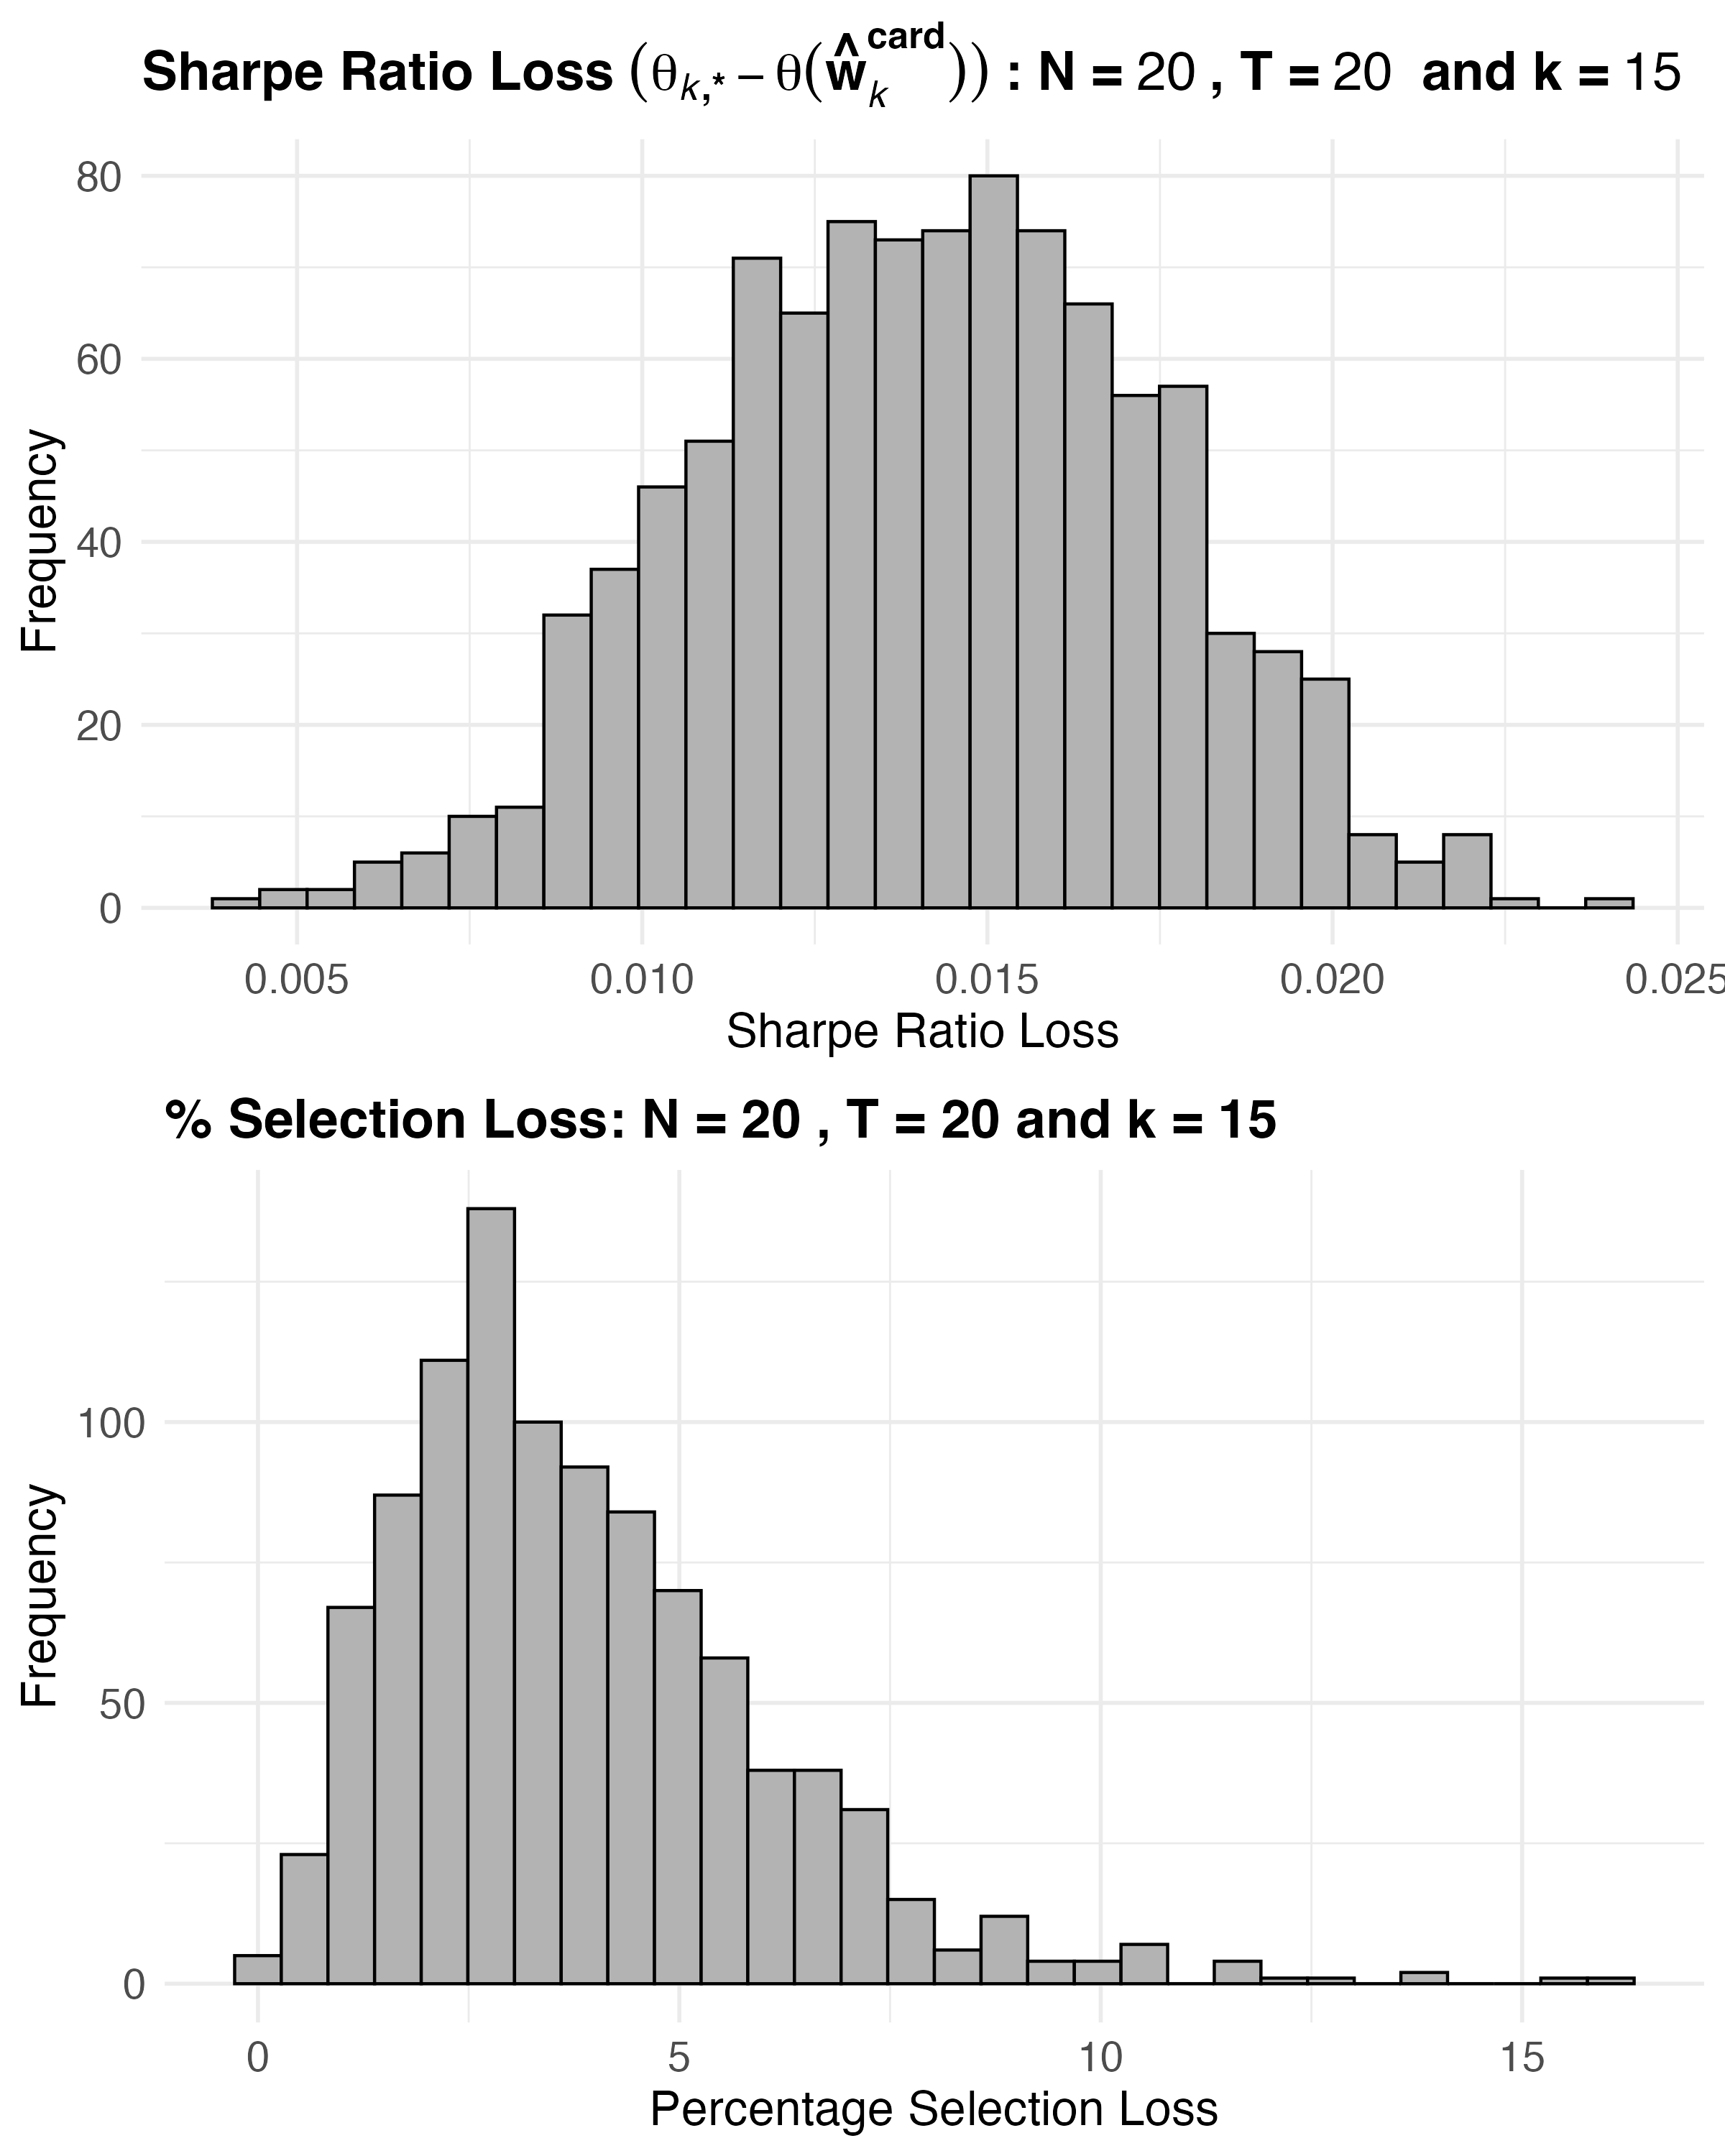 Sharpe Ratio Loss (θk,* − θ(ŵk^card)) : N = 20 , T = 20 and k = 15
80
60
40
20
0
Frequency
0.005 0.010 0.015 0.020 0.025
Sharpe Ratio Loss
% Selection Loss: N = 20 , T = 20 and k = 15
100
50
0
Frequency
0 5 10 15
Percentage Selection Loss